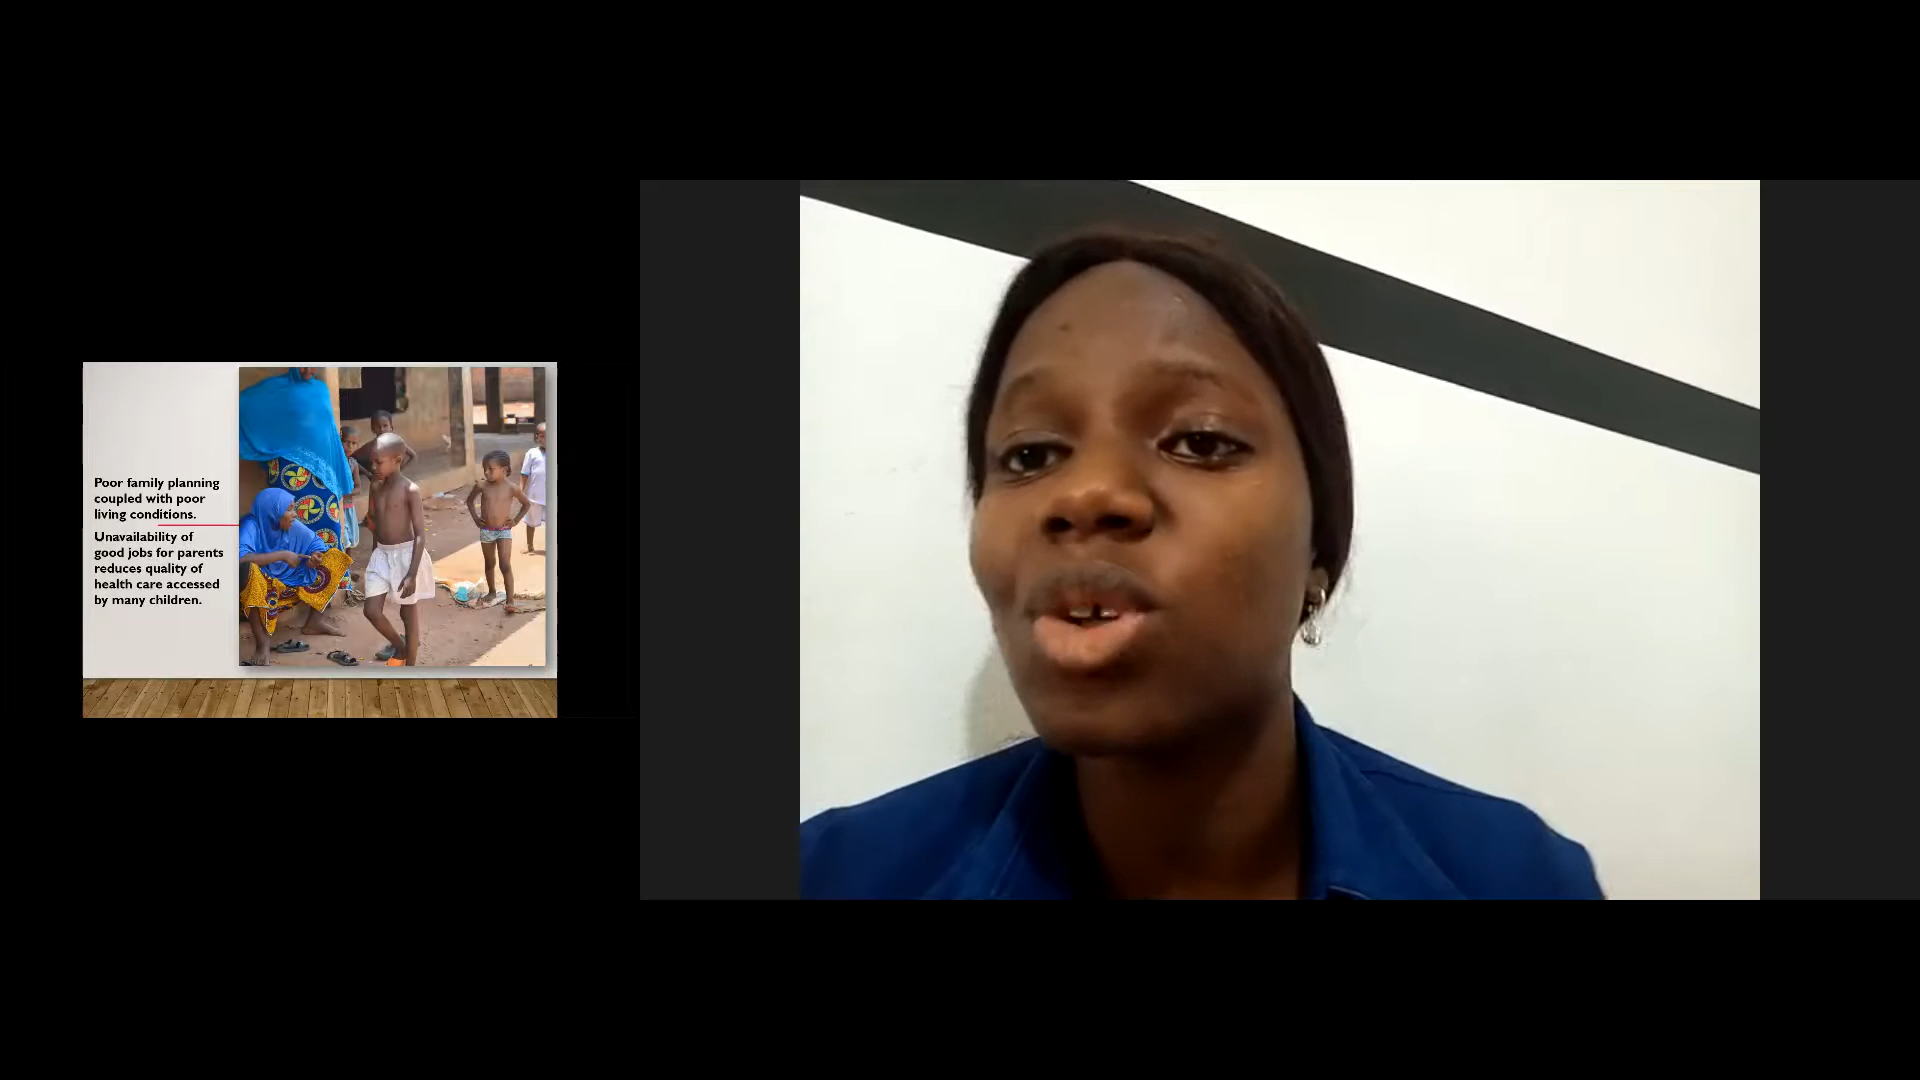 Poor family planning
coupled with poor
living conditions.
Unavailability of
good jobs for parents
reduces quality of
health care accessed
by many children.